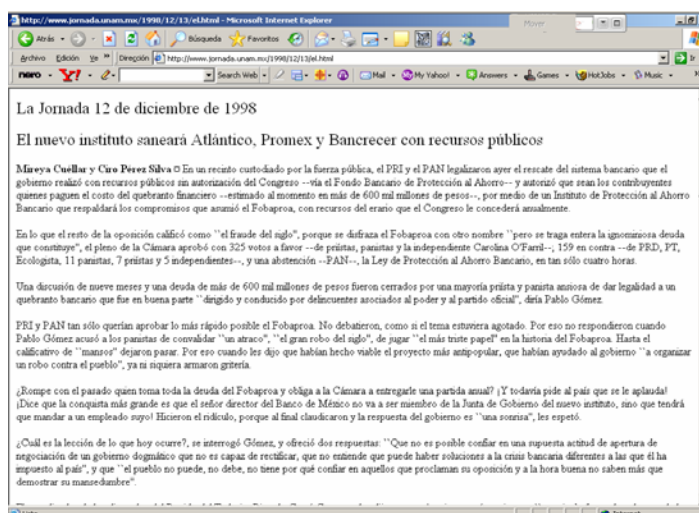 http://www.jornada.unam.mx/1998/12/13/el.html - Microsoft Internet Explorer
Mover
Atrás Búsqueda Favoritos
Archivo Edición Ve » Dirección http://www.jornada.unam.mx/1998/12/13/el.html Ir
nero Y! Search Web Mail My Yahoo! Answers Games HotJobs Music
La Jornada 12 de diciembre de 1998
El nuevo instituto saneará Atlántico, Promex y Bancrecer con recursos públicos
Mireya Cuéllar y Ciro Pérez Silva □ En un recinto custodiado por la fuerza pública, el PRI y el PAN legalizaron ayer el rescate del sistema bancario que el
gobierno realizó con recursos públicos sin autorización del Congreso --vía el Fondo Bancario de Protección al Ahorro-- y autorizó que sean los contribuyentes
quienes paguen el costo del quebranto financiero --estimado al momento en más de 600 mil millones de pesos--, por medio de un Instituto de Protección al Ahorro
Bancario que respaldará los compromisos que asumió el Fobaproa, con recursos del erario que el Congreso le concederá anualmente.
En lo que el resto de la oposición calificó como ``el fraude del siglo'', porque se disfraza el Fobaproa con otro nombre ``pero se traga entera la ignominiosa deuda
que constituye'', el pleno de la Cámara aprobó con 325 votos a favor --de priístas, panistas y la independiente Carolina O'Farril--; 159 en contra --de PRD, PT,
Ecologista, 11 panistas, 7 priístas y 5 independientes--, y una abstención --PAN--, la Ley de Protección al Ahorro Bancario, en tan sólo cuatro horas.
Una discusión de nueve meses y una deuda de más de 600 mil millones de pesos fueron cerrados por una mayoría priísta y panista ansiosa de dar legalidad a un
quebranto bancario que fue en buena parte ``dirigido y conducido por delincuentes asociados al poder y al partido oficial'', diría Pablo Gómez.
PRI y PAN tan sólo querían aprobar lo más rápido posible el Fobaproa. No debatieron, como si el tema estuviera agotado. Por eso no respondieron cuando
Pablo Gómez acusó a los panistas de convalidar ``un atraco'', ``el gran robo del siglo'', de jugar ``el más triste papel'' en la historia del Fobaproa. Hasta el
calificativo de ``mansos'' dejaron pasar. Por eso cuando les dijo que habían hecho viable el proyecto más antipopular, que habían ayudado al gobierno ``a organizar
un robo contra el pueblo'', ya ni siquiera armaron gritería.
¿Rompe con el pasado quien toma toda la deuda del Fobaproa y obliga a la Cámara a entregarle una partida anual? ¡Y todavía pide al país que se le aplauda!
¡Dice que la conquista más grande es que el señor director del Banco de México no va a ser miembro de la Junta de Gobierno del nuevo instituto, sino que tendrá
que mandar a un empleado suyo! Hicieron el ridículo, porque al final claudicaron y la respuesta del gobierno es ``una sonrisa'', les espetó.
¿Cuál es la lección de lo que hoy ocurre?, se interrogó Gómez, y ofreció dos respuestas: ``Que no es posible confiar en una supuesta actitud de apertura de
negociación de un gobierno dogmático que no es capaz de rectificar, que no entiende que puede haber soluciones a la crisis bancaria diferentes a las que él ha
impuesto al país'', y que ``el pueblo no puede, no debe, no tiene por qué confiar en aquellos que proclaman su oposición y a la hora buena no saben más que
demostrar su mansedumbre''.